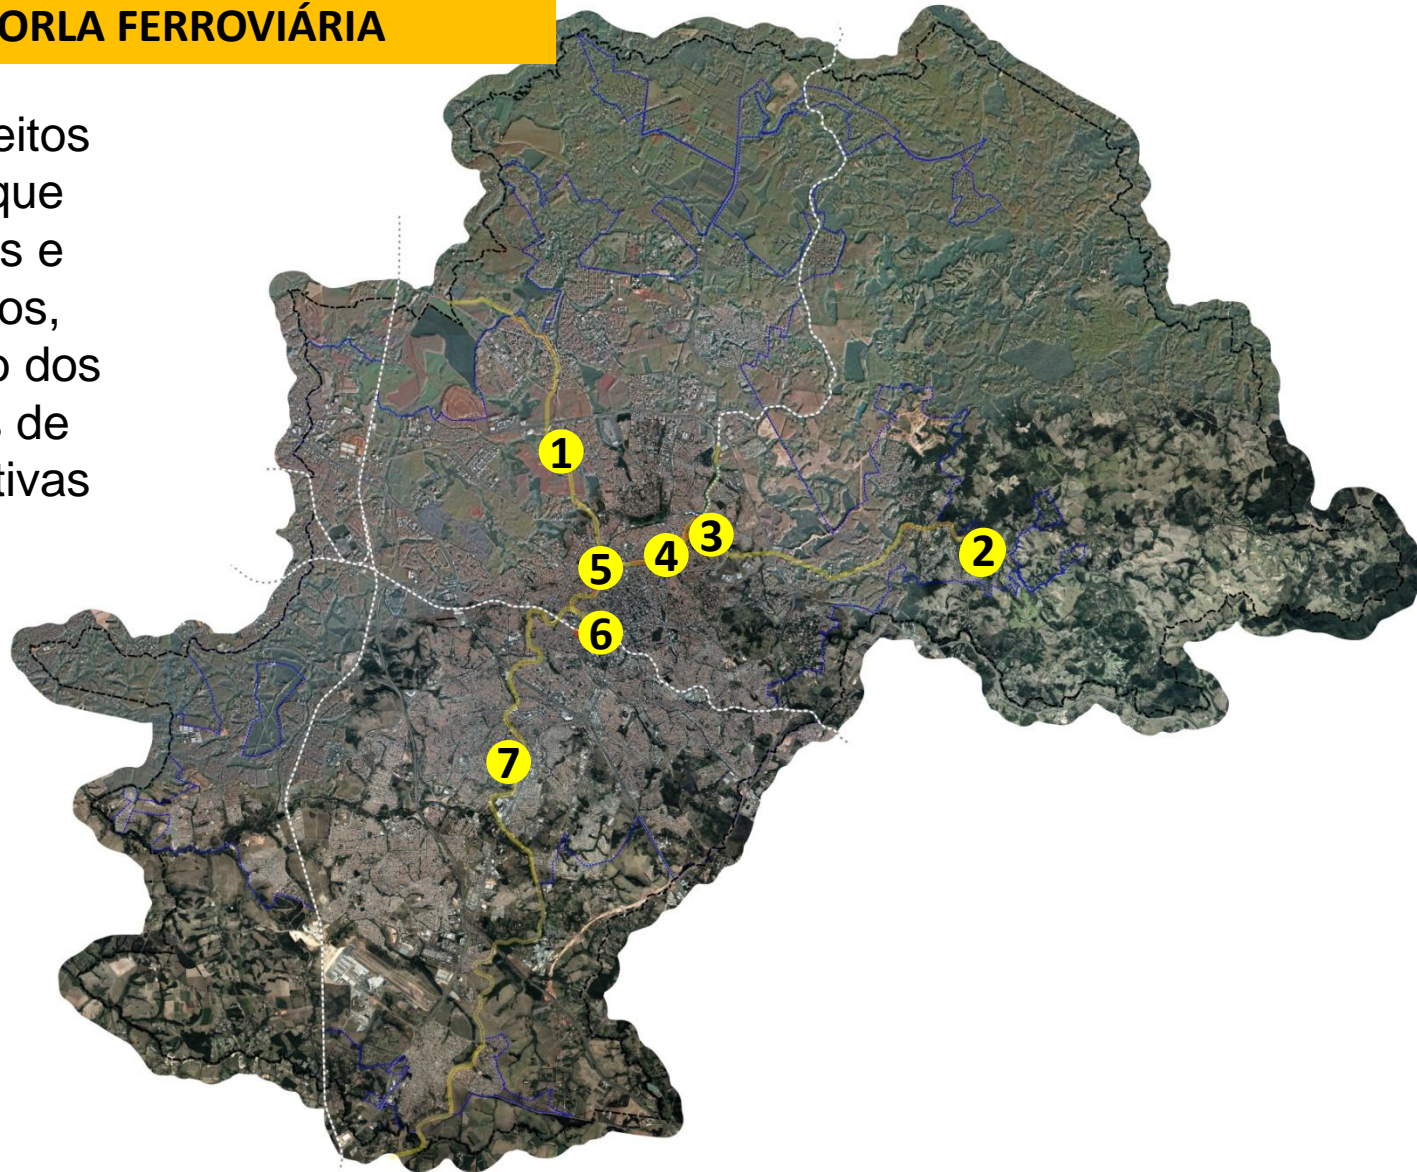 ORLA FERROVIÁRIA
eitos
que
s e
os,
o dos
s de
tivas
1
2
3
4
5
6
7